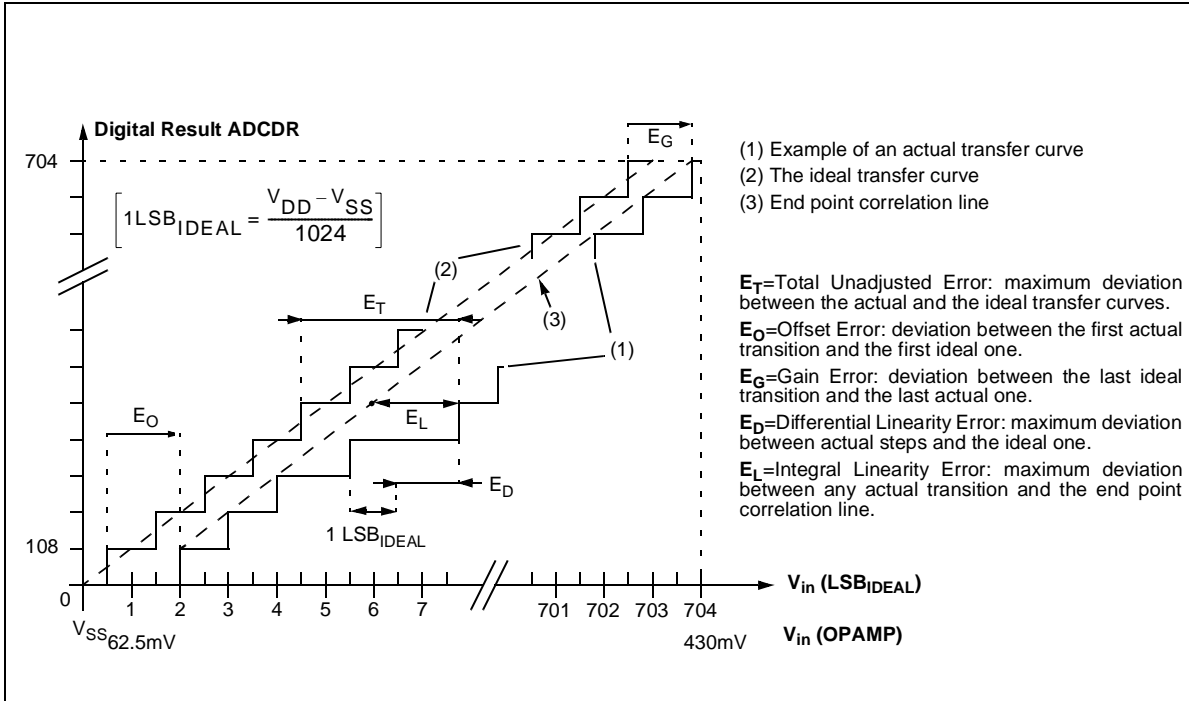 Digital Result ADCDR
E_G
704
(1) Example of an actual transfer curve
(2) The ideal transfer curve
(3) End point correlation line
1LSB_IDEAL = V_DD – V_SS
1024
(2)
E_T=Total Unadjusted Error: maximum deviation
between the actual and the ideal transfer curves.
E_T
(3)
E_O=Offset Error: deviation between the first actual
transition and the first ideal one.
(1)
E_G=Gain Error: deviation between the last ideal
transition and the last actual one.
E_O
E_L
E_D=Differential Linearity Error: maximum deviation
between actual steps and the ideal one.
E_L=Integral Linearity Error: maximum deviation
between any actual transition and the end point
correlation line.
E_D
1 LSB_IDEAL
108
0
1 2 3 4 5 6 7 701 702 703 704
V_in (LSB_IDEAL)
V_SS 62.5mV
430mV
V_in (OPAMP)